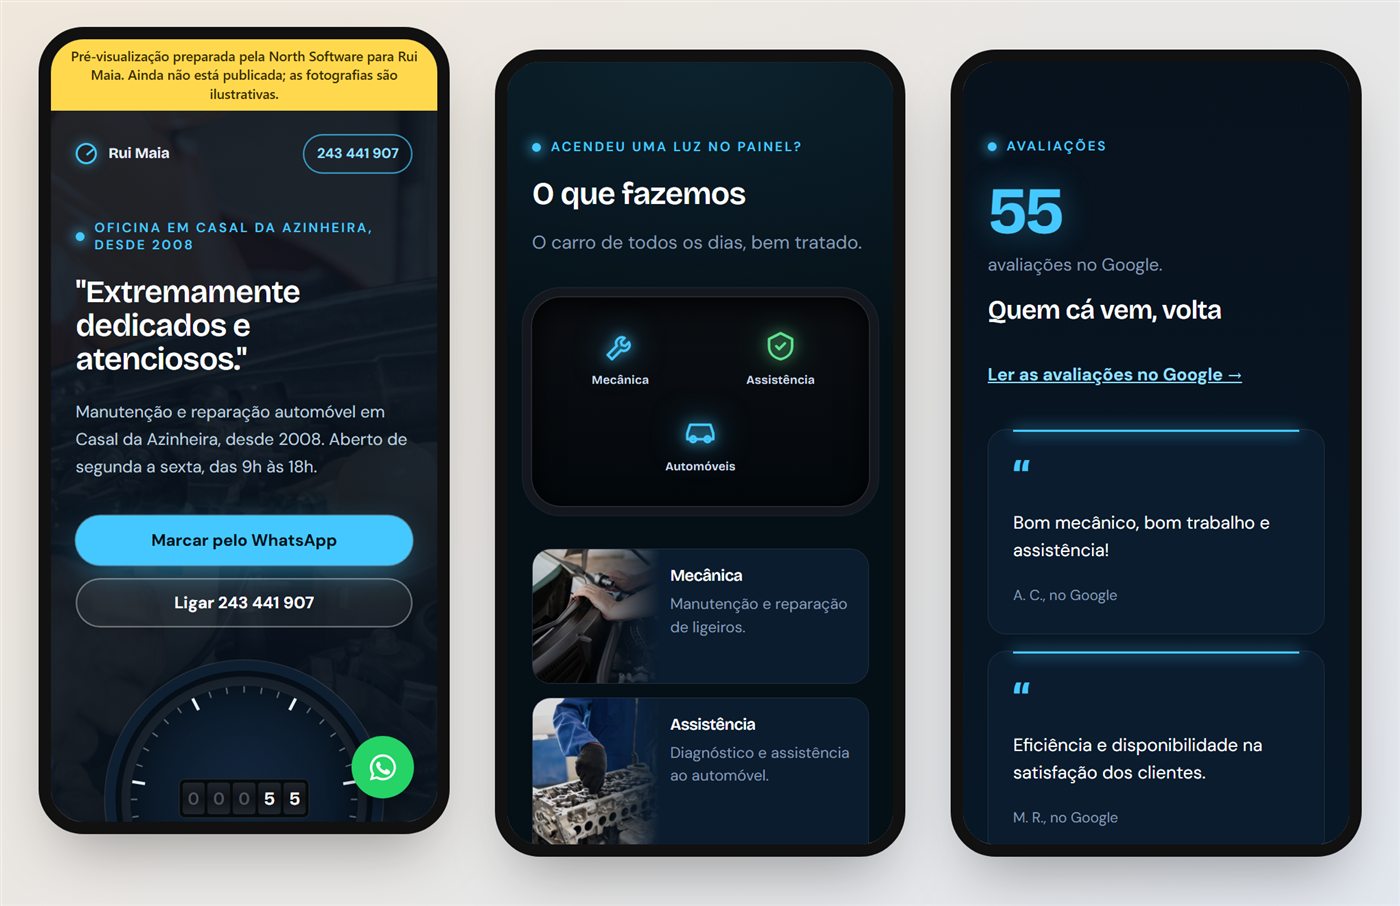 Pré-visualização preparada pela North Software para Rui
Maia. Ainda não está publicada; as fotografias são
ilustrativas.
Rui Maia
243 441 907
OFICINA EM CASAL DA AZINHEIRA,
DESDE 2008
"Extremamente
dedicados e
atenciosos."
Manutenção e reparação automóvel em
Casal da Azinheira, desde 2008. Aberto de
segunda a sexta, das 9h às 18h.
Marcar pelo WhatsApp
Ligar 243 441 907
0 0 0 5 5
ACENDEU UMA LUZ NO PAINEL?
O que fazemos
O carro de todos os dias, bem tratado.
Mecânica
Assistência
Automóveis
Mecânica
Manutenção e reparação
de ligeiros.
Assistência
Diagnóstico e assistência
ao automóvel.
AVALIAÇÕES
55
avaliações no Google.
Quem cá vem, volta
Ler as avaliações no Google →
“
Bom mecânico, bom trabalho e
assistência!
A. C., no Google
“
Eficiência e disponibilidade na
satisfação dos clientes.
M. R., no Google